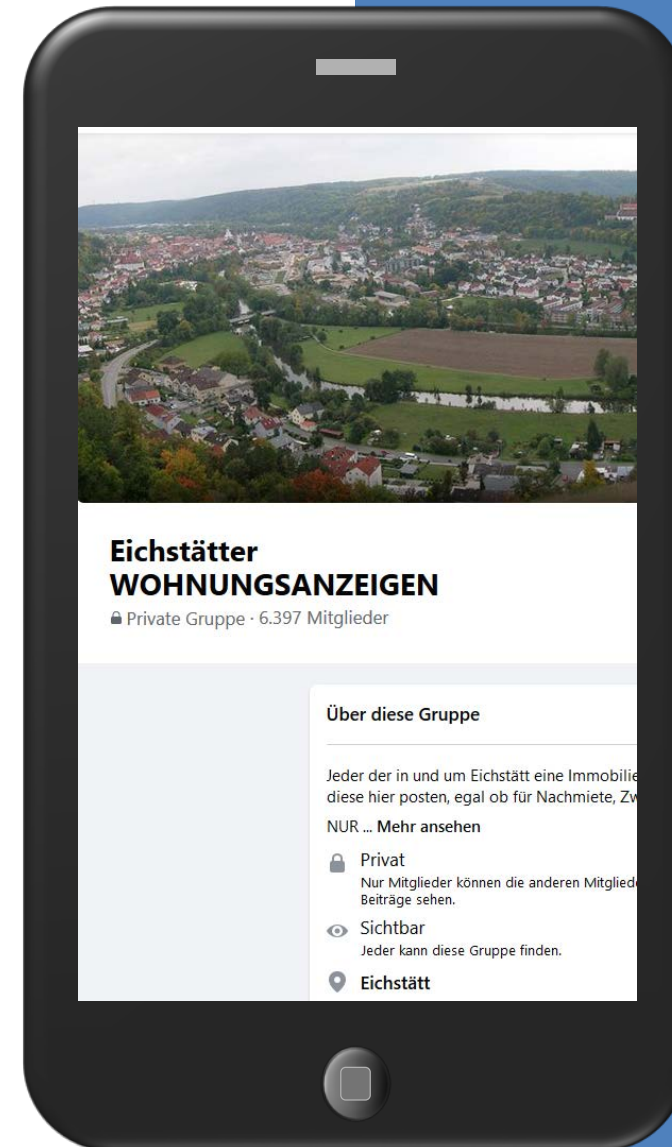 Eichstätter
WOHNUNGSANZEIGEN
Private Gruppe · 6.397 Mitglieder
Über diese Gruppe
Jeder der in und um Eichstätt eine Immobilie
diese hier posten, egal ob für Nachmiete,
NUR ... Mehr ansehen
Privat
Nur Mitglieder können die anderen
Beiträge sehen.
Sichtbar
Jeder kann diese Gruppe finden.
Eichstätt